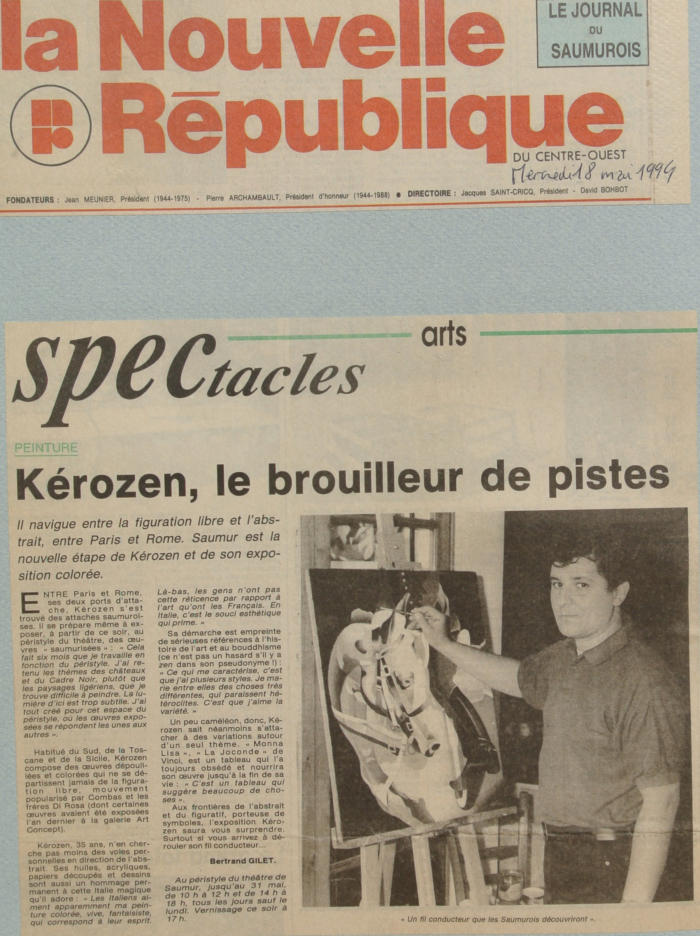 la Nouvelle
République
LE JOURNAL
DU
SAUMUROIS
DU CENTRE-OUEST
Mercredi 18 mai 1994
FONDATEURS : Jean MEUNIER, Président (1944-1975) - Pierre ARCHAMBAULT, Président d'honneur (1944-1988) ● DIRECTOIRE : Jacques SAINT-CRICQ, Président - David BOHBOT
spectacles
arts
PEINTURE
Kérozen, le brouilleur de pistes
Il navigue entre la figuration libre et l'abs-
trait, entre Paris et Rome. Saumur est la
nouvelle étape de Kérozen et de son expo-
sition colorée.
ENTRE Paris et Rome,
ses deux ports d'atta-
che, Kérozen s'est
trouvé des attaches saumuroi-
ses. Il se prépare même à ex-
poser, à partir de ce soir, au
péristyle du théâtre, des œu-
vres « saumurisées » : « Cela
fait six mois que je travaille en
fonction du péristyle. J'ai re-
tenu les thèmes des châteaux
et du Cadre Noir, plutôt que
les paysages ligériens, que je
trouve difficile à peindre. La lu-
mière d'ici est trop subtile. J'ai
tout créé pour cet espace du
péristyle, où les œuvres expo-
sées se répondent les unes aux
autres ».
Habitué du Sud, de la Tos-
cane et de la Sicile, Kérozen
compose des œuvres dépouil-
lées et colorées qui ne se dé-
partissent jamais de la figura-
tion libre, mouvement
popularisé par Combas et les
frères Di Rosa (dont certaines
œuvres avaient été exposées
l'an dernier à la galerie Art
Concept).
Kérozen, 35 ans, n'en cher-
che pas moins des voies per-
sonnelles en direction de l'abs-
trait. Ses huiles, acryliques,
papiers découpés et dessins
sont aussi un hommage per-
manent à cette Italie magique
qu'il adore : « Les Italiens ai-
ment apparemment ma pein-
ture colorée, vive, fantaisiste,
qui correspond à leur esprit.
Là-bas, les gens n'ont pas
cette réticence par rapport à
l'art qu'ont les Français. En
Italie, c'est le souci esthétique
qui prime. »
Sa démarche est empreinte
de sérieuses références à l'his-
toire de l'art et au bouddhisme
(ce n'est pas un hasard s'il y a
zen dans son pseudonyme !) :
« Ce qui me caractérise, c'est
que j'ai plusieurs styles. Je ma-
rie entre elles des choses très
différentes, qui paraissent hé-
téroclites. C'est que j'aime la
variété. »
Un peu caméléon, donc, Ké-
rozen sait néanmoins s'atta-
cher à des variations autour
d'un seul thème. « Monna
Lisa », « La Joconde » de
Vinci, est un tableau qui l'a
toujours obsédé et nourrira
son œuvre jusqu'à la fin de sa
vie : « C'est un tableau qui
suggère beaucoup de cho-
ses ».
Aux frontières de l'abstrait
et du figuratif, porteuse de
symboles, l'exposition Kéro-
zen saura vous surprendre.
Surtout si vous arrivez à dé-
rouler son fil conducteur...
Bertrand GILET.
Au péristyle du théâtre de
Saumur, jusqu'au 31 mai,
de 10 h à 12 h et de 14 h à
18 h, tous les jours sauf le
lundi. Vernissage ce soir à
17 h.
« Un fil conducteur que les Saumurois découvriront ».